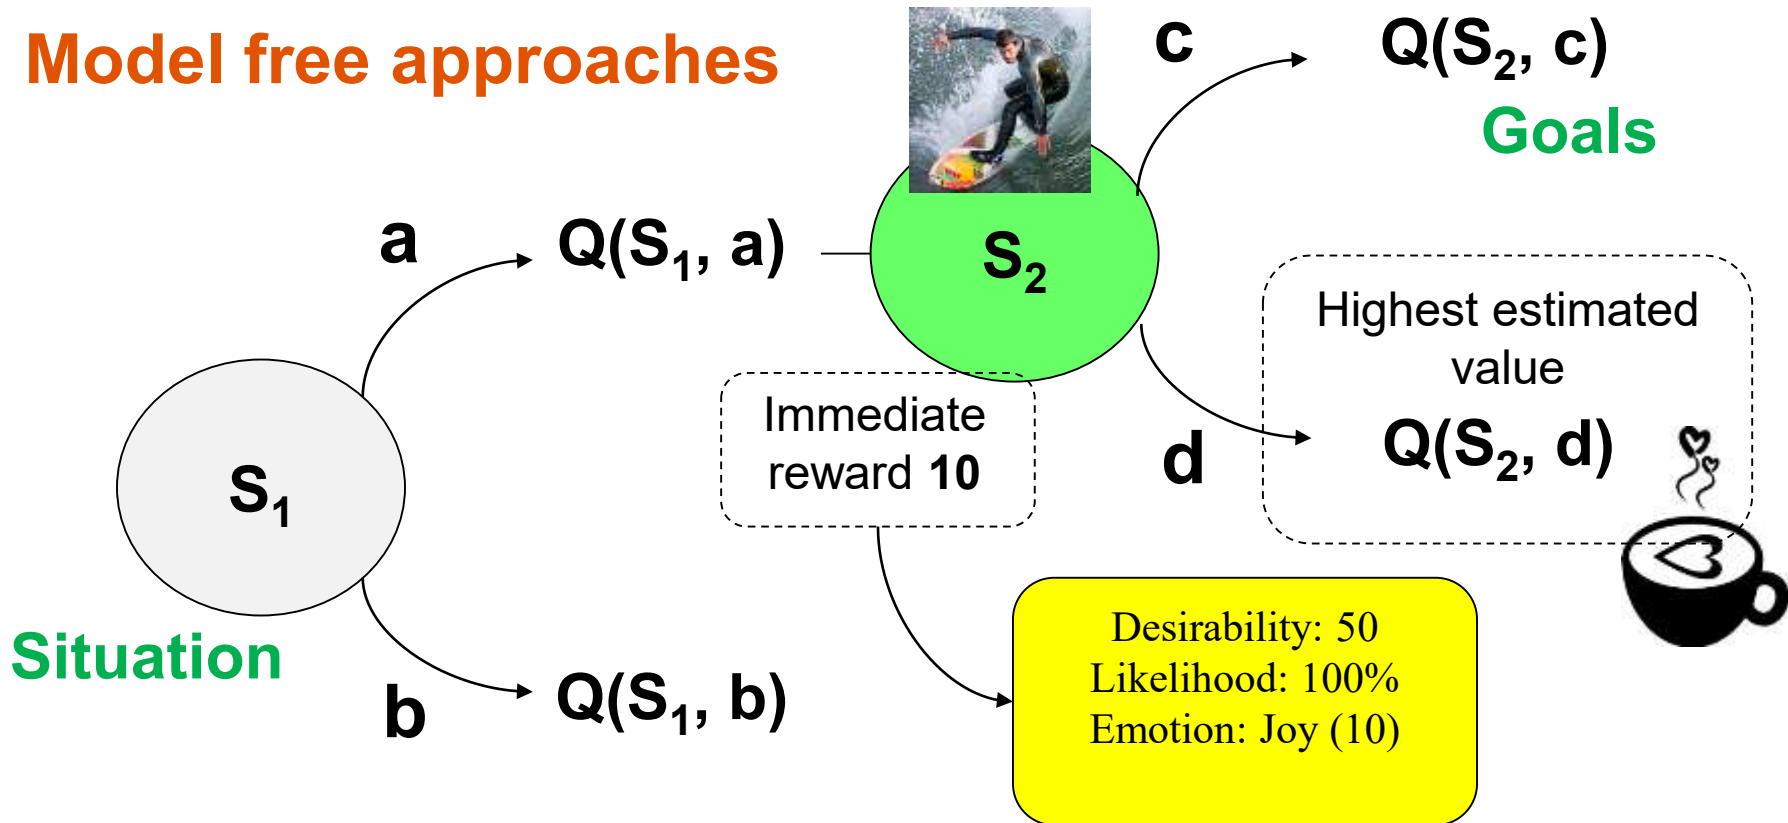 Model free approaches
c
Q(S₂, c)
Goals
a
Q(S₁, a)
S₂
Highest estimated
value
Immediate
reward 10
d
Q(S₂, d)
S₁
Situation
b
Q(S₁, b)
Desirability: 50
Likelihood: 100%
Emotion: Joy (10)